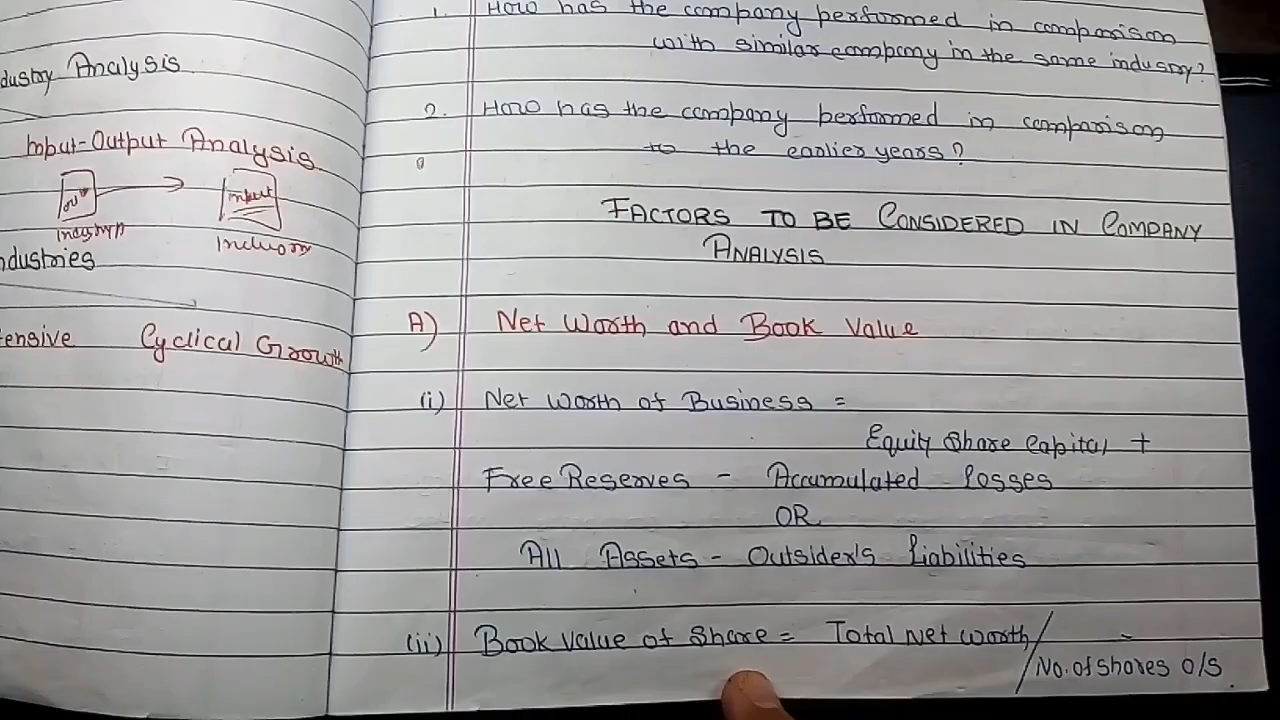 dustry Analysis
Input-Output Analysis
out
input
Industry A
ndustries
ensive Cyclical Growth
1. How has the company performed in comparison
with similar company in the same industry?
2. How has the company performed in comparison
to the earlier years?
FACTORS TO BE CONSIDERED IN COMPANY
ANALYSIS
A) Net Worth and Book Value
(i) Net Worth of Business =
Equity Share Capital +
Free Reserves - Accumulated Losses
OR
All Assets - Outsider's Liabilities
(ii) Book Value of Share = Total Net Worth /
No. of shares O/S